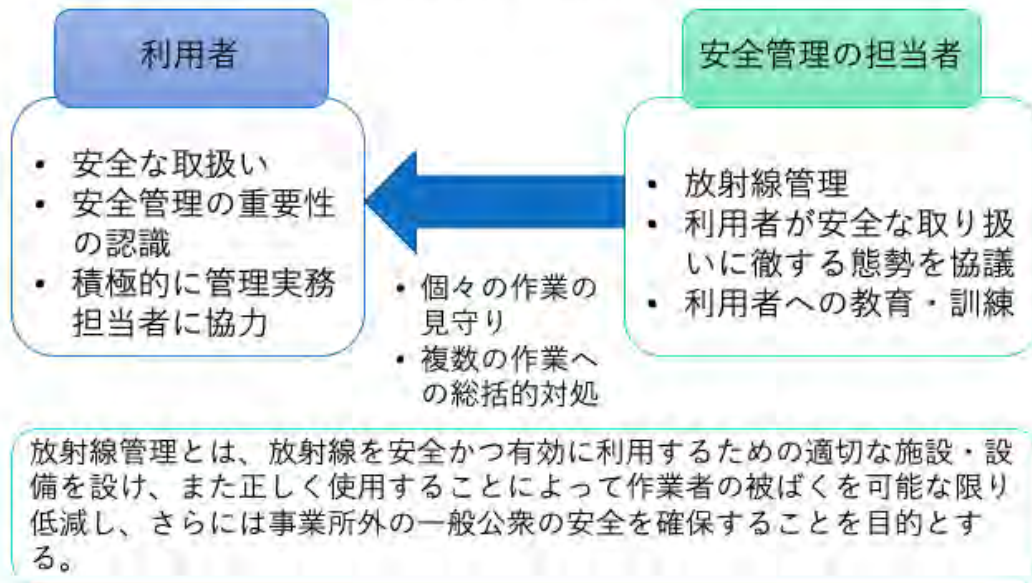 利用者
• 安全な取扱い
• 安全管理の重要性
の認識
• 積極的に管理実務
担当者に協力
• 個々の作業の
見守り
• 複数の作業へ
の総括的対処
安全管理の担当者
• 放射線管理
• 利用者が安全な取り扱
いに徹する態勢を協議
• 利用者への教育・訓練
放射線管理とは、放射線を安全かつ有効に利用するための適切な施設・設
備を設け、また正しく使用することによって作業者の被ばくを可能な限り
低減し、さらには事業所外の一般公衆の安全を確保することを目的とす
る。